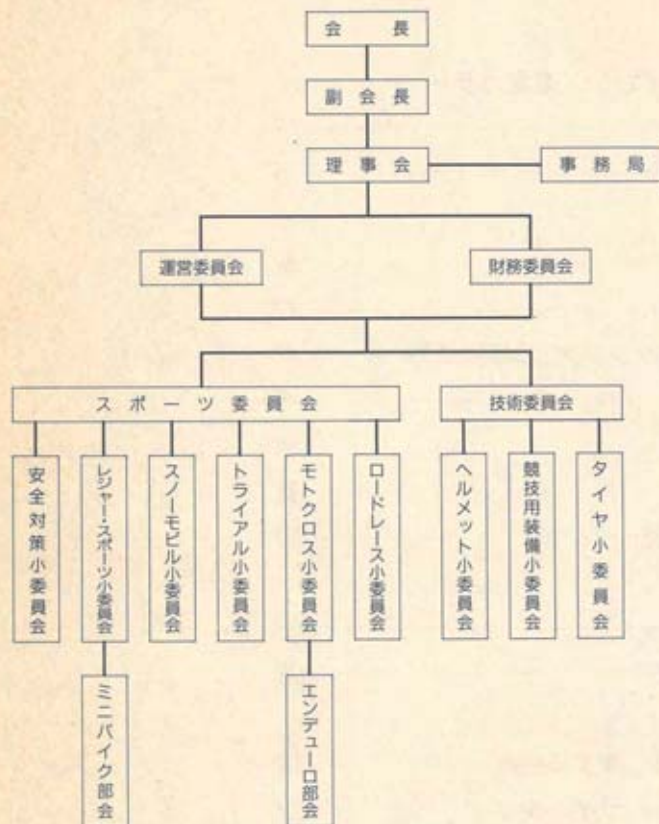 会長
副会長
理事会
事務局
運営委員会
財務委員会
スポーツ委員会
技術委員会
安全対策小委員会
レジャー・スポーツ小委員会
スノーモビル小委員会
トライアル小委員会
モトクロス小委員会
ロードレース小委員会
ヘルメット小委員会
競技用装備小委員会
タイヤ小委員会
ミニバイク部会
エンデューロ部会